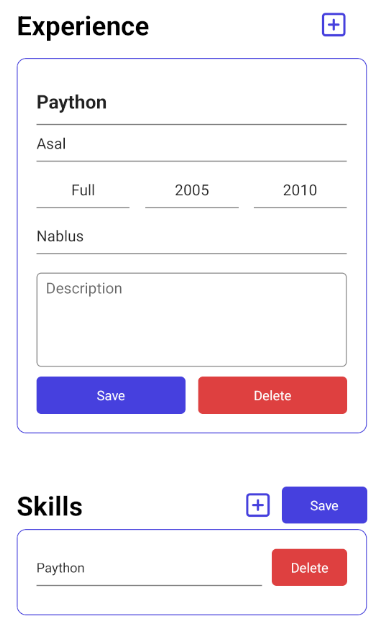 Experience
Paython
Asal
Full 2005 2010
Nablus
Description
Save Delete
Skills Save
Paython Delete